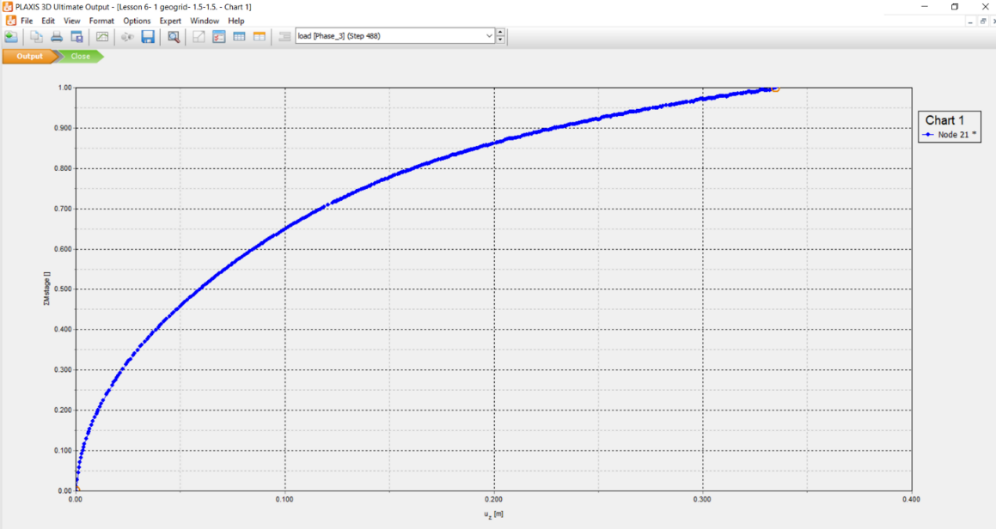 PLAXIS 3D Ultimate Output - [Lesson 6- 1 geogrid- 1.5-1.5. - Chart 1]
File Edit View Format Options Expert Window Help
load [Phase_3] (Step 488)
Output Close
1.00
0.900
0.800
0.700
0.600
0.500
0.400
0.300
0.200
0.100
0.00
ΣMstage []
0.00 0.100 0.200 0.300 0.400
uz [m]
Chart 1
Node 21 *